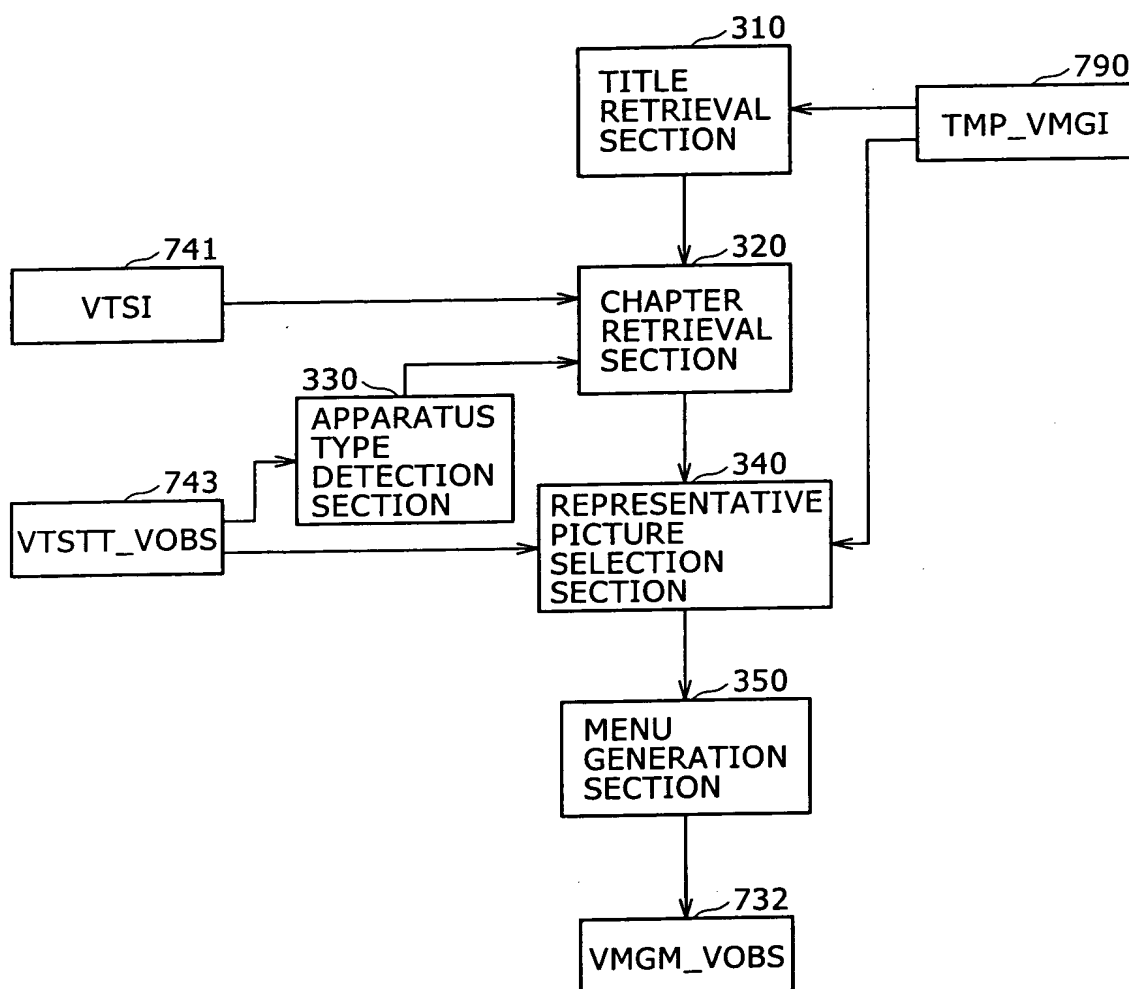 310
TITLE
RETRIEVAL
SECTION
790
TMP_VMGI
741
VTSI
320
CHAPTER
RETRIEVAL
SECTION
330
APPARATUS
TYPE
DETECTION
SECTION
743
VTSTT_VOBS
340
REPRESENTATIVE
PICTURE
SELECTION
SECTION
350
MENU
GENERATION
SECTION
732
VMGM_VOBS